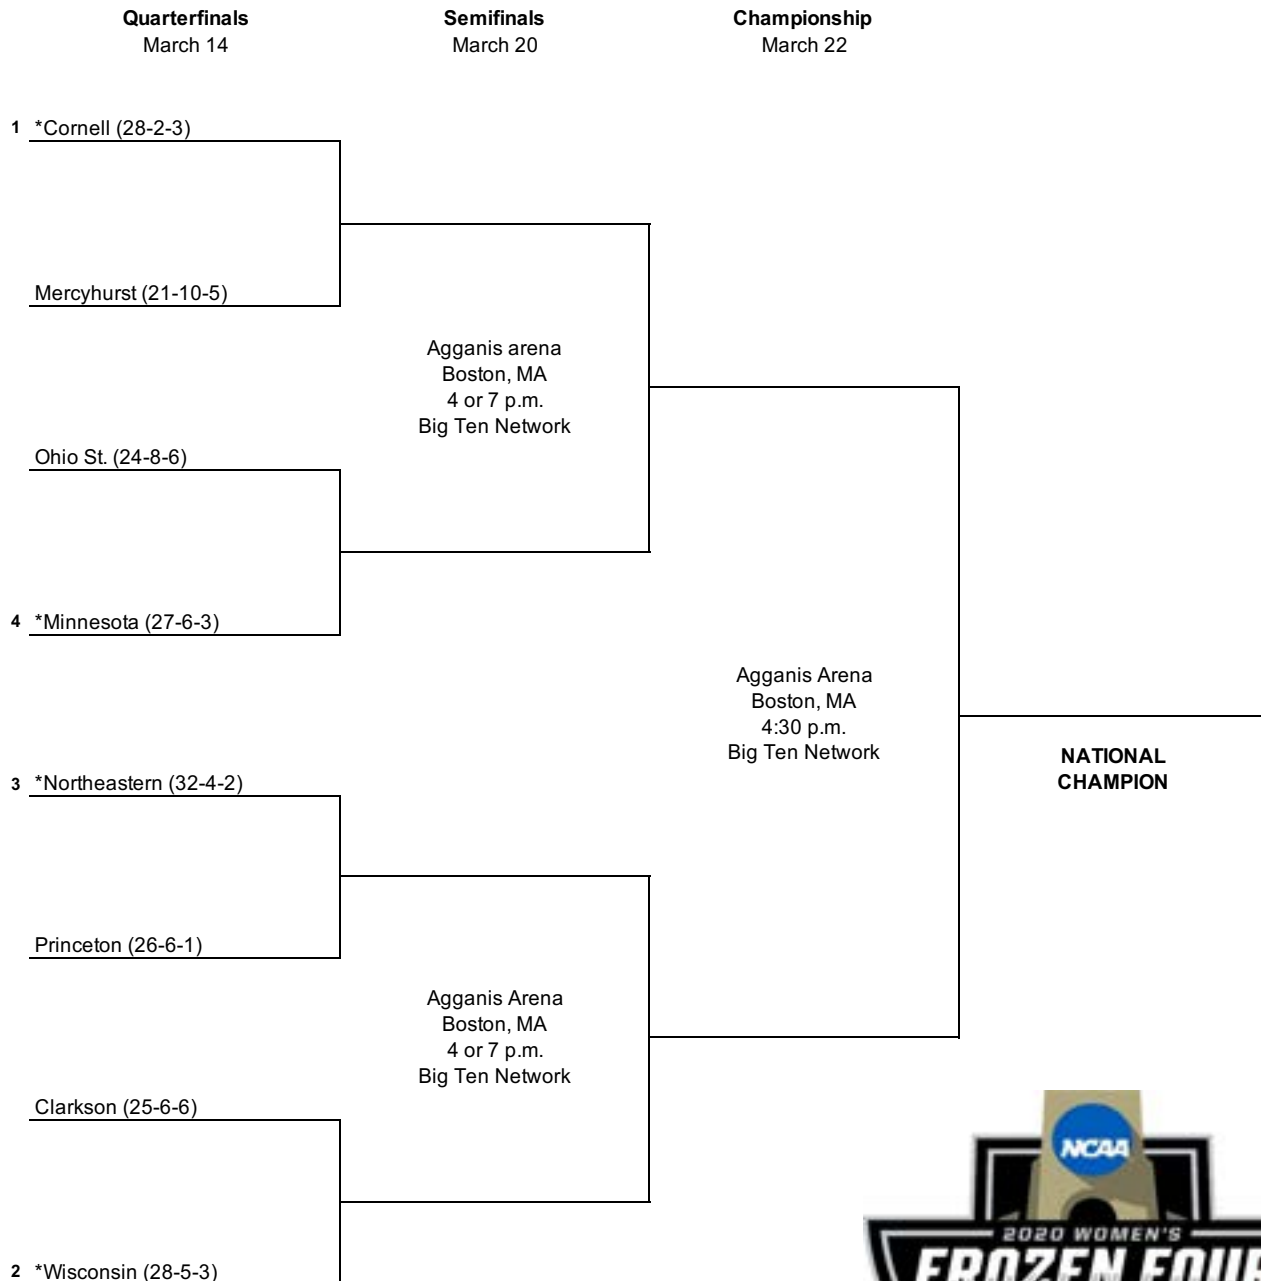 Quarterfinals
March 14
Semifinals
March 20
Championship
March 22
1 *Cornell (28-2-3)
Mercyhurst (21-10-5)
Agganis arena
Boston, MA
4 or 7 p.m.
Big Ten Network
Ohio St. (24-8-6)
4 *Minnesota (27-6-3)
Agganis Arena
Boston, MA
4:30 p.m.
Big Ten Network
NATIONAL
CHAMPION
3 *Northeastern (32-4-2)
Princeton (26-6-1)
Agganis Arena
Boston, MA
4 or 7 p.m.
Big Ten Network
Clarkson (25-6-6)
2 *Wisconsin (28-5-3)
NCAA
2020 WOMEN'S
FROZEN FOUR